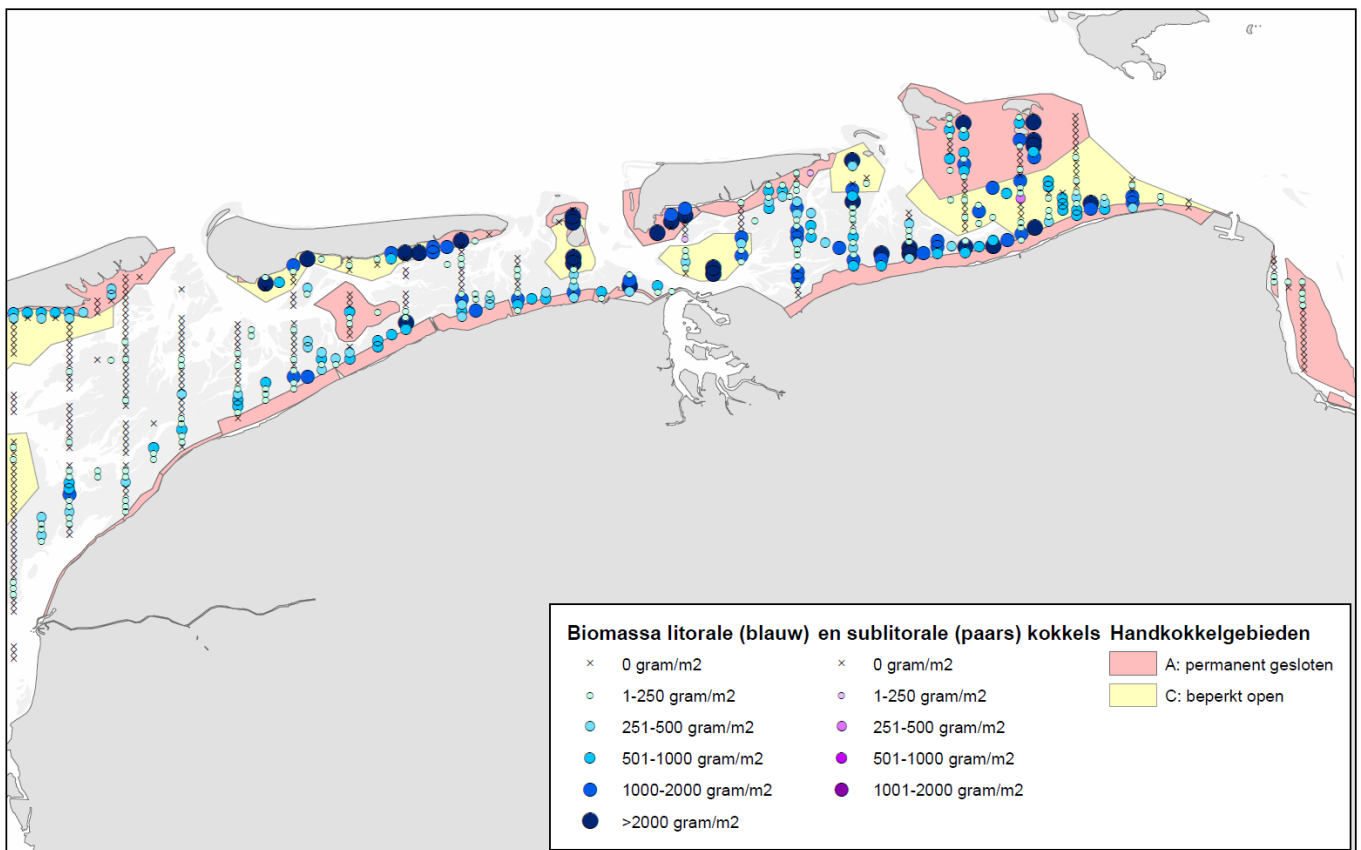 Biomassa litorale (blauw) en sublitorale (paars) kokkels Handkokkelgebieden
0 gram/m2 0 gram/m2 A: permanent gesloten
1-250 gram/m2 1-250 gram/m2 C: beperkt open
251-500 gram/m2 251-500 gram/m2
501-1000 gram/m2 501-1000 gram/m2
1000-2000 gram/m2 1001-2000 gram/m2
>2000 gram/m2